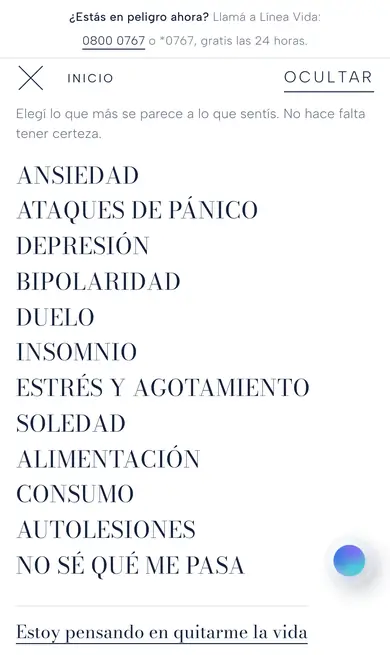 ¿Estás en peligro ahora? Llamá a Línea Vida:
0800 0767 o *0767, gratis las 24 horas.
INICIO OCULTAR
Elegí lo que más se parece a lo que sentís. No hace falta
tener certeza.
ANSIEDAD
ATAQUES DE PÁNICO
DEPRESIÓN
BIPOLARIDAD
DUELO
INSOMNIO
ESTRÉS Y AGOTAMIENTO
SOLEDAD
ALIMENTACIÓN
CONSUMO
AUTOLESIONES
NO SÉ QUÉ ME PASA
Estoy pensando en quitarme la vida